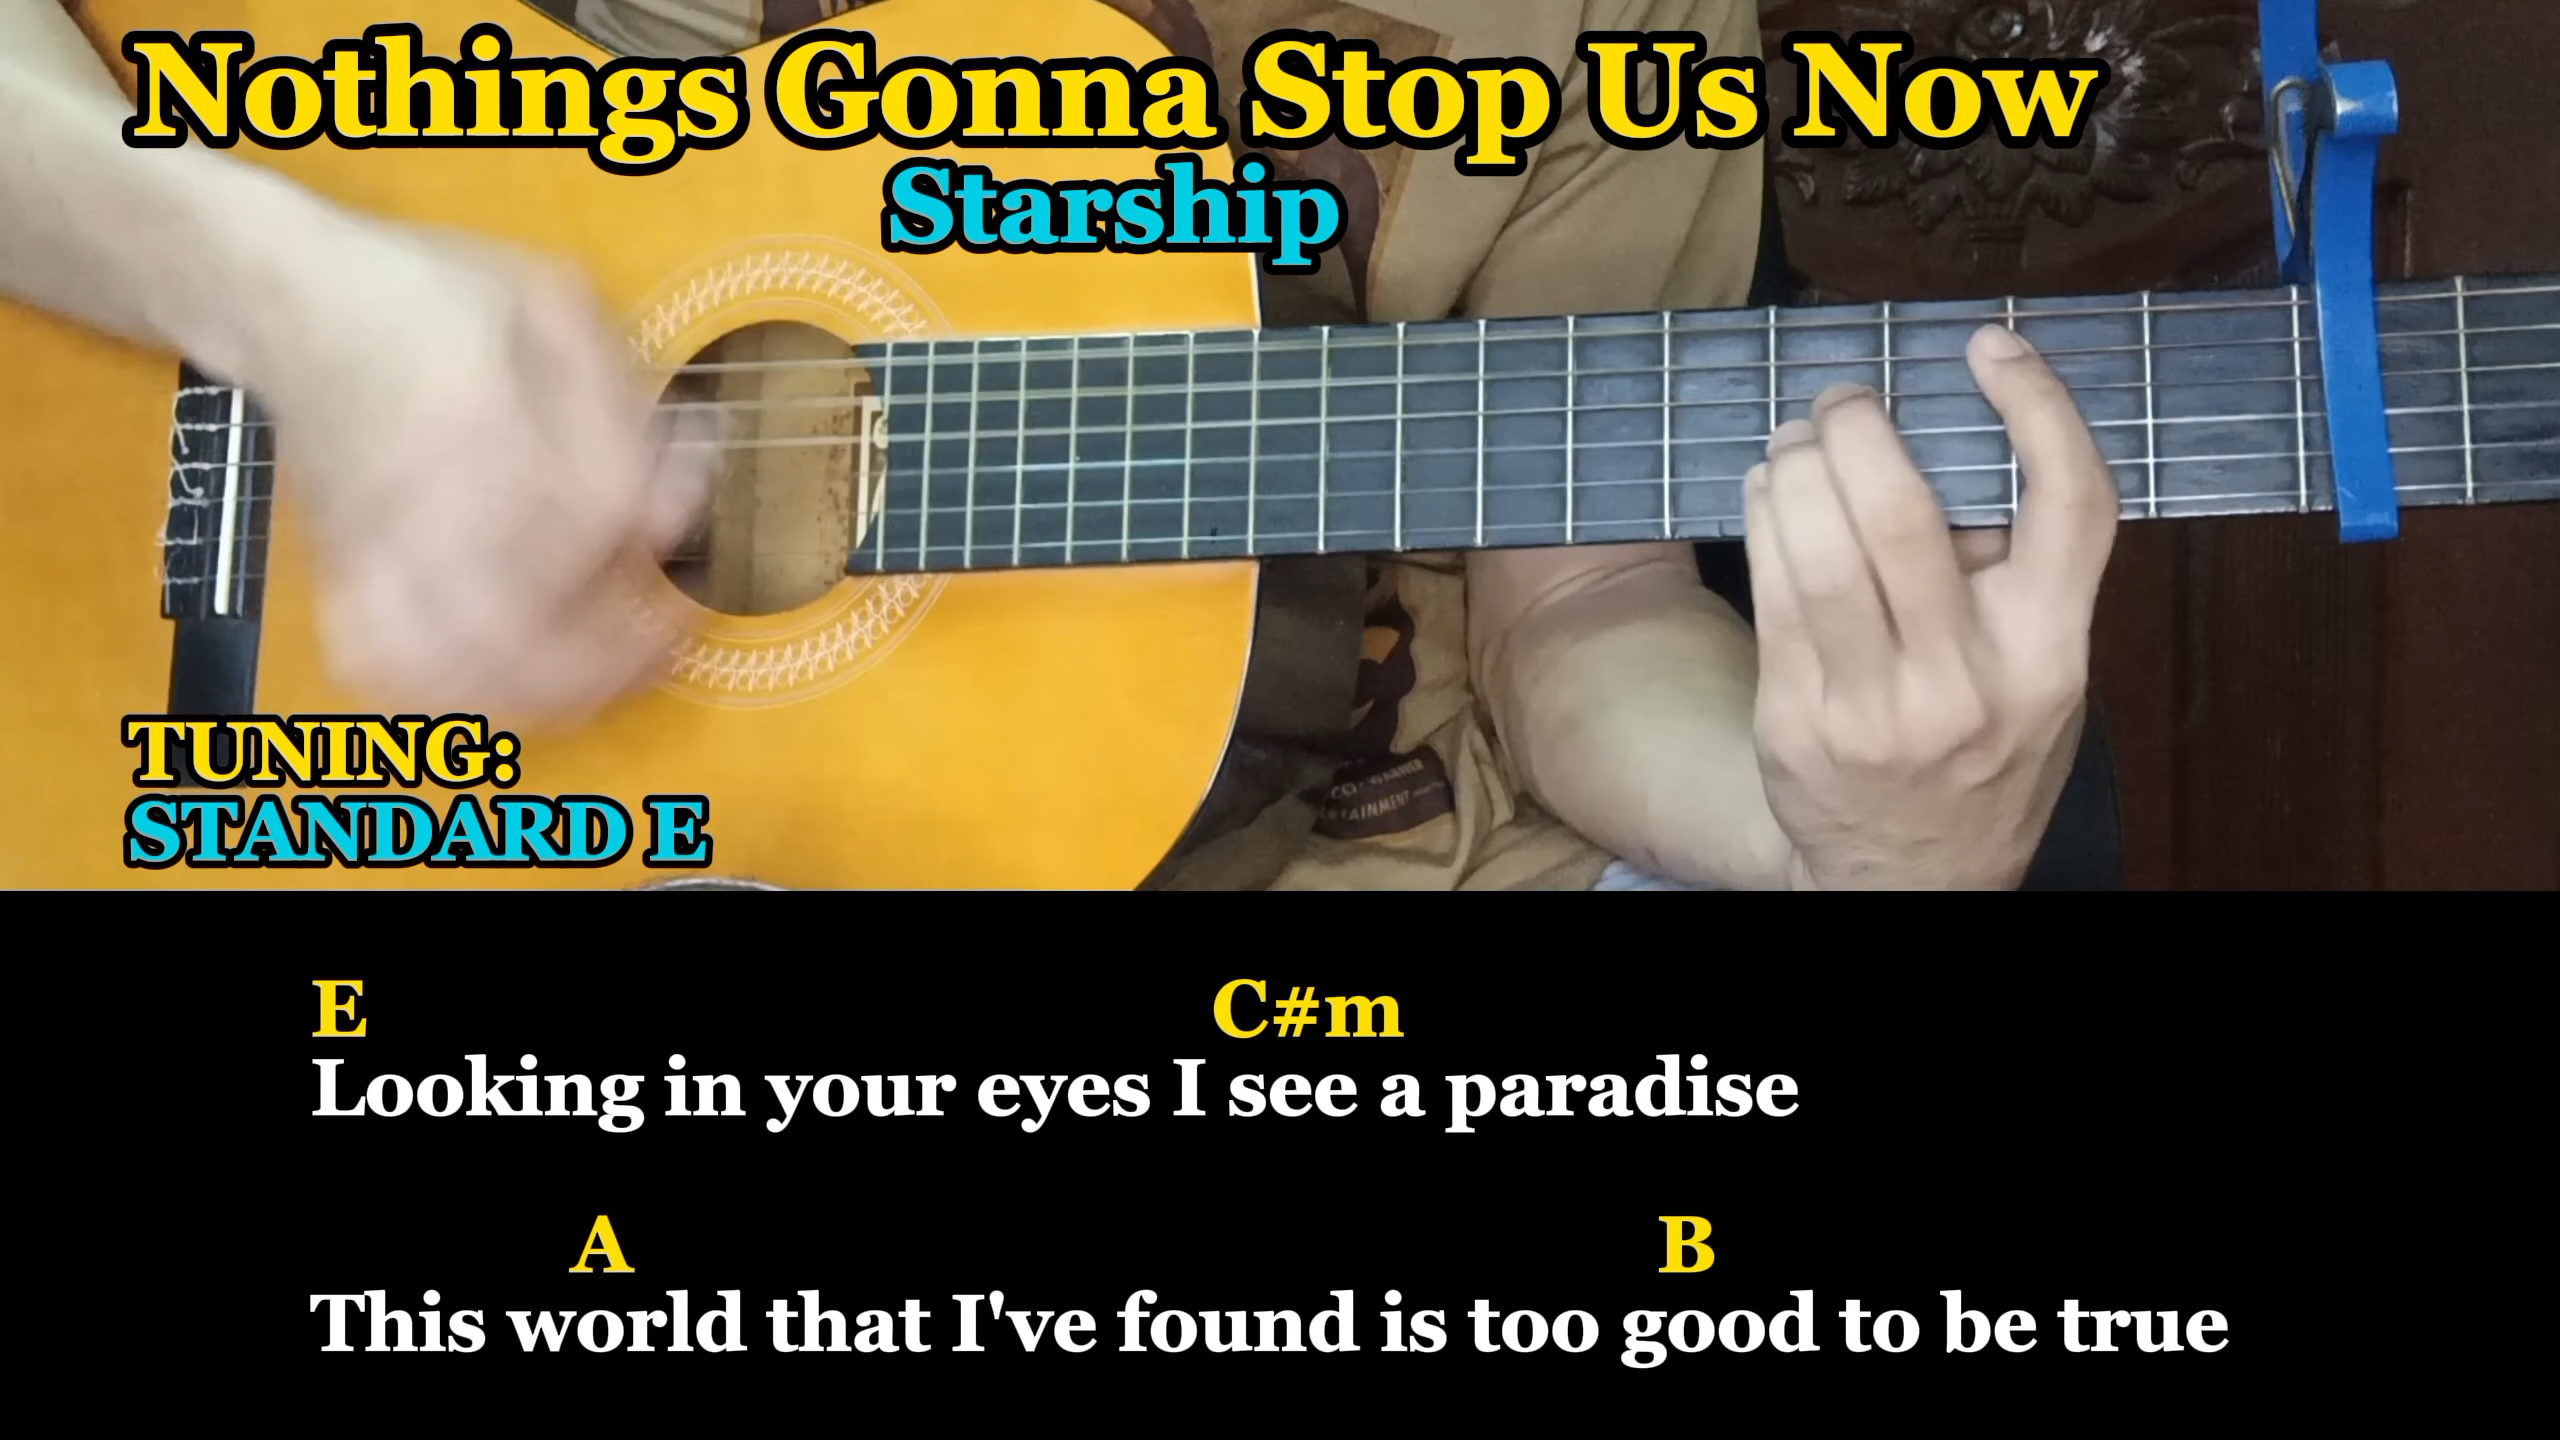 Nothings Gonna Stop Us Now
Starship
TUNING:
STANDARD E
E C#m
Looking in your eyes I see a paradise
A B
This world that I've found is too good to be true